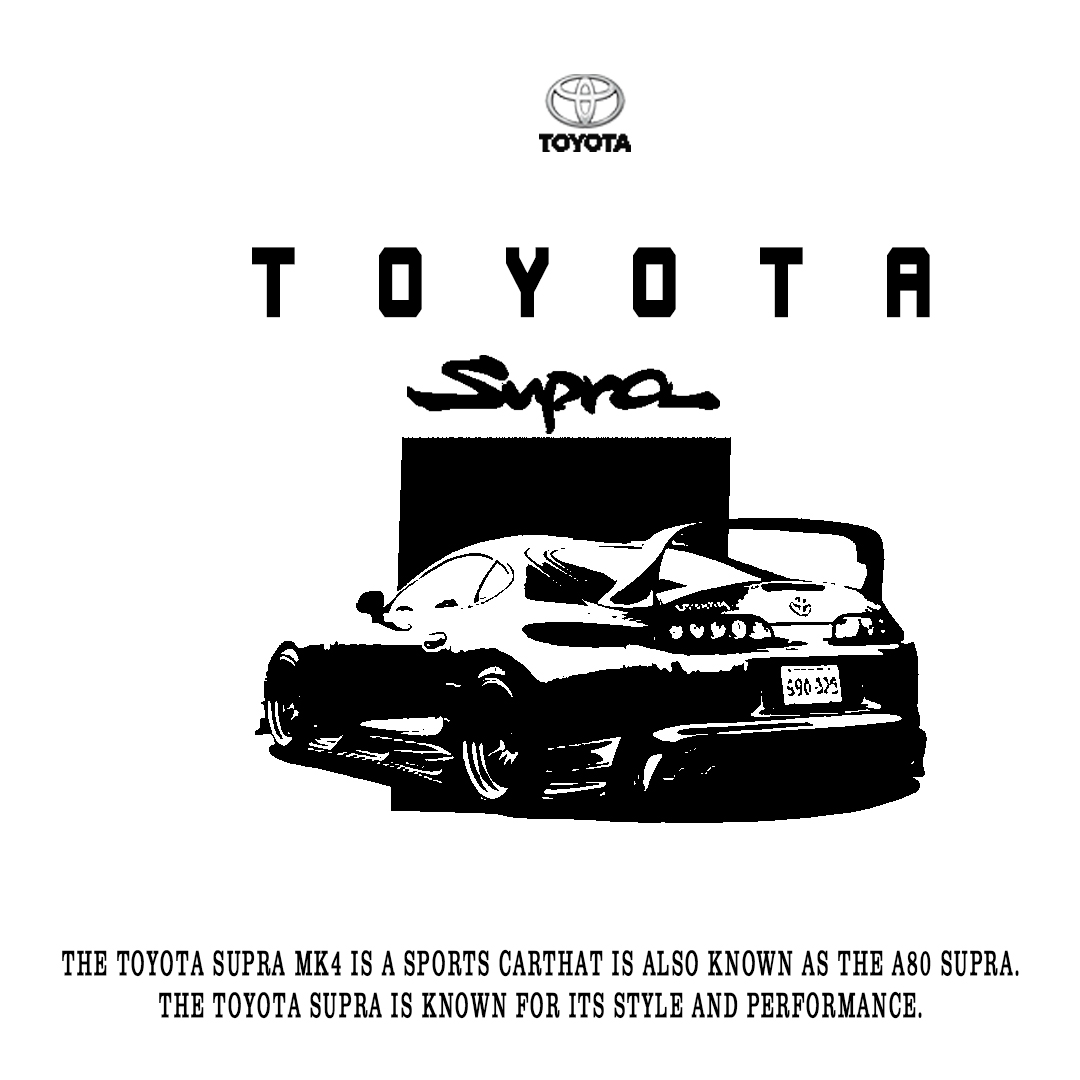 TOYOTA
TOYOTA
Supra
THE TOYOTA SUPRA MK4 IS A SPORTS CARTHAT IS ALSO KNOWN AS THE A80 SUPRA.
THE TOYOTA SUPRA IS KNOWN FOR ITS STYLE AND PERFORMANCE.